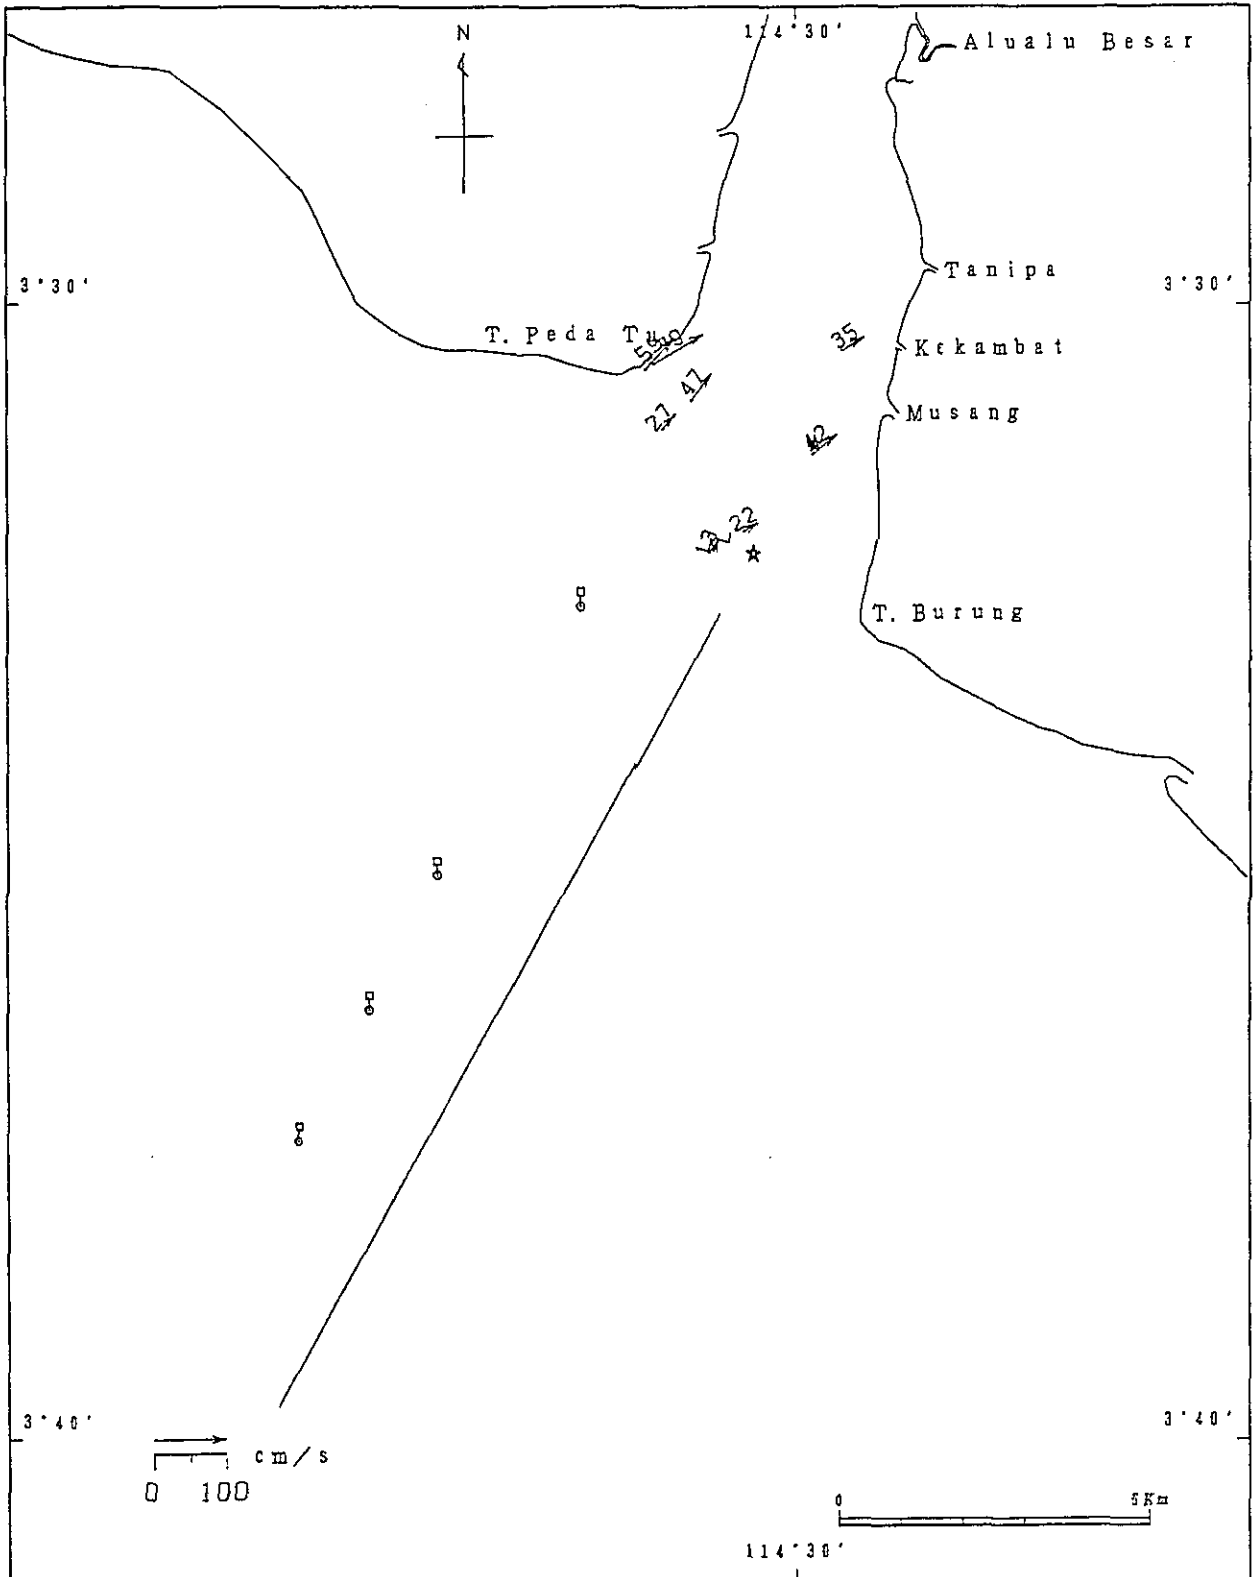 N
114°30'
Alualu Besar
Tanipa
3°30'
3°30'
T. Peda Tu
35
Kekambat
47
27
Musang
42
22
T. Burung
3°40'
3°40'
cm/s
0 100
0 5Km
114°30'